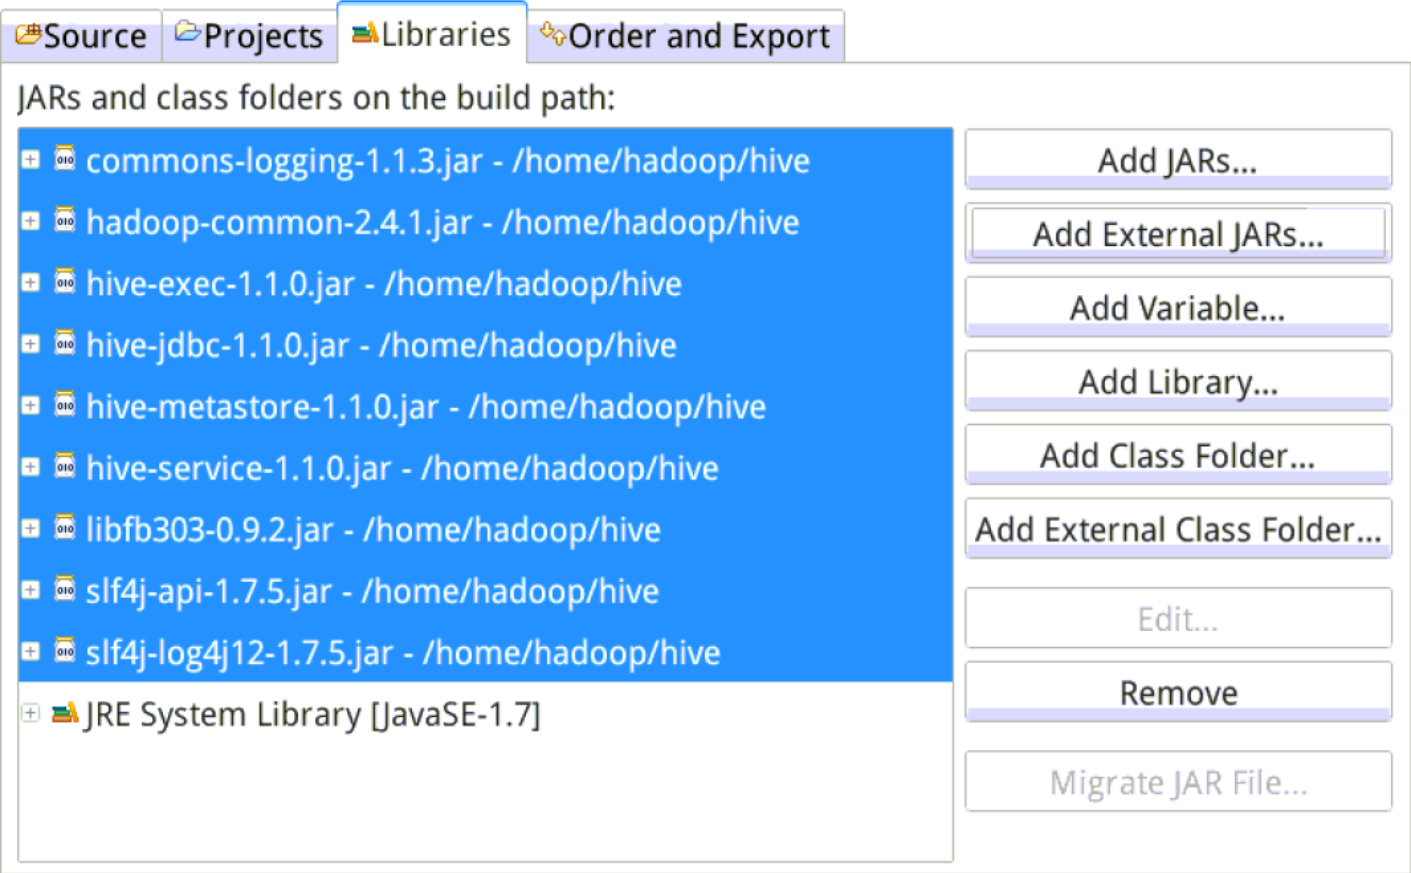 Source Projects Libraries Order and Export
JARs and class folders on the build path:
commons-logging-1.1.3.jar - /home/hadoop/hive
hadoop-common-2.4.1.jar - /home/hadoop/hive
hive-exec-1.1.0.jar - /home/hadoop/hive
hive-jdbc-1.1.0.jar - /home/hadoop/hive
hive-metastore-1.1.0.jar - /home/hadoop/hive
hive-service-1.1.0.jar - /home/hadoop/hive
libfb303-0.9.2.jar - /home/hadoop/hive
slf4j-api-1.7.5.jar - /home/hadoop/hive
slf4j-log4j12-1.7.5.jar - /home/hadoop/hive
JRE System Library [JavaSE-1.7]
Add JARs...
Add External JARs...
Add Variable...
Add Library...
Add Class Folder...
Add External Class Folder...
Edit...
Remove
Migrate JAR File...